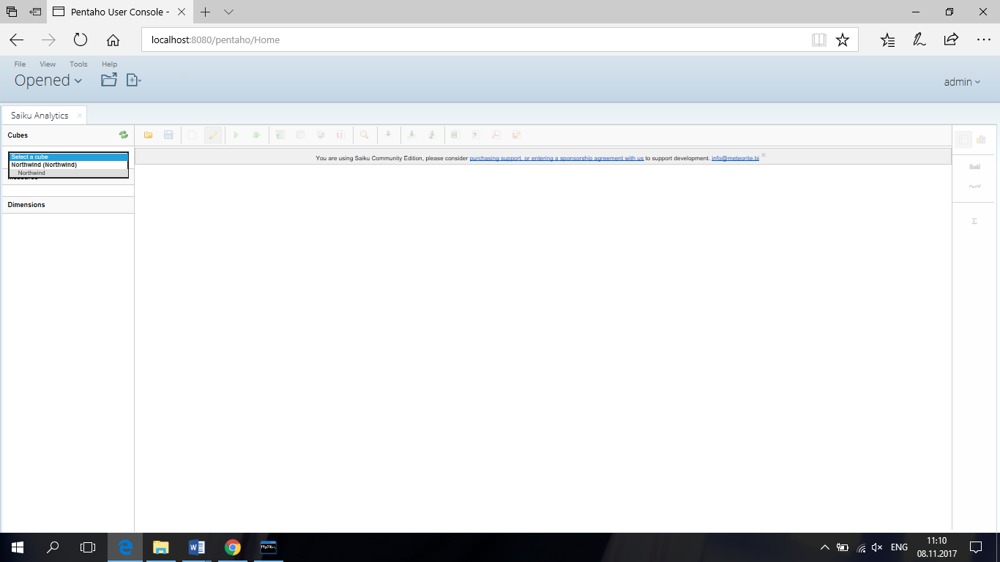 Pentaho User Console -
localhost:8080/pentaho/Home
File View Tools Help
Opened
admin
Saiku Analytics
Cubes
Select a cube
Northwind (Northwind)
Northwind
Measures
You are using Saiku Community Edition, please consider purchasing support, or entering a sponsorship agreement with us to support development. info@meteorite.bi
Dimensions
Σ
MySQL
ENG
11:10
08.11.2017